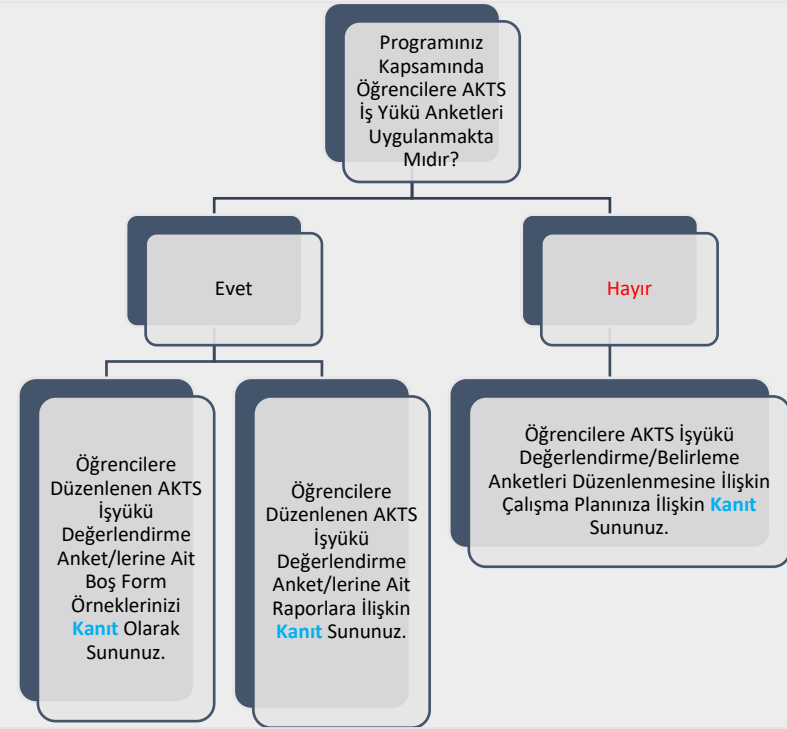 Programınız
Kapsamında
Öğrencilere AKTS
İş Yükü Anketleri
Uygulanmakta
Mıdır?
Evet
Hayır
Öğrencilere
Düzenlenen AKTS
İşyükü
Değerlendirme
Anket/lerine Ait
Boş Form
Örneklerinizi
Kanıt Olarak
Sununuz.
Öğrencilere
Düzenlenen AKTS
İşyükü
Değerlendirme
Anket/lerine Ait
Raporlara İlişkin
Kanıt Sununuz.
Öğrencilere AKTS İşyükü
Değerlendirme/Belirleme
Anketleri Düzenlenmesine İlişkin
Çalışma Planınıza İlişkin Kanıt
Sununuz.